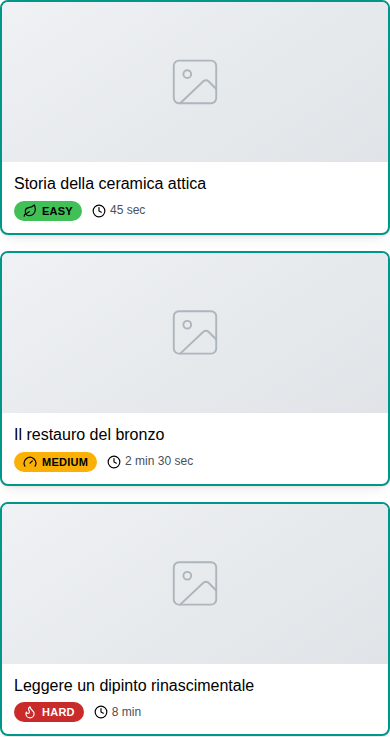 Storia della ceramica attica
EASY 45 sec
Il restauro del bronzo
MEDIUM 2 min 30 sec
Leggere un dipinto rinascimentale
HARD 8 min